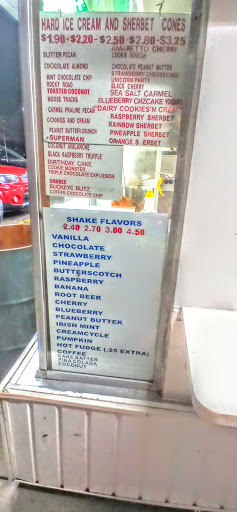 HARD ICE CREAM AND SHERBET CONES
$1.90-$2.20-$2.50-$2.80-$3.25
BUTTER PECAN
CHOCOLATE ALMOND
MINT CHOCOLATE CHIP
ROCKY ROAD
TOASTED COCONUT
MOOSE TRACKS
CARMEL PRALINE PECAN
COOKIES AND CREAM
PEANUT BUTTER CRUNCH
SUPERMAN
COCONUT AVALANCHE
BLACK RASPBERRY TRUFFLE
BIRTHDAY CAKE
COOKIE MONSTER
TRIPLE CHOCOLATE EXPLOSION
SMORES
BUCKEYE BLITZ
COFFEE CHOCOLATE CHIP
AMARETTO CHERRY
COOKIE DOUGH
CHOCOLATE PEANUT BUTTER
STRAWBERRY CHEESECAKE
UNICORN PARTY
BLACK CHERRY
SEA SALT CARMEL
BLUEBERRY CHZCAKE YOGURT
DAIRY COOKIES'N CREAM
RASPBERRY SHERBET
RAINBOW SHERBET
PINEAPPLE SHERBET
ORANGE SHERBET
SHAKE FLAVORS
2.40 2.70 3.00 4.50
VANILLA
CHOCOLATE
STRAWBERRY
PINEAPPLE
BUTTERSCOTCH
RASPBERRY
BANANA
ROOT BEER
CHERRY
BLUEBERRY
PEANUT BUTTER
IRISH MINT
CREAMCYCLE
PUMPKIN
HOT FUDGE (.25 EXTRA)
COFFEE
CAKE BATTER
PINA COLADA
COCONUT